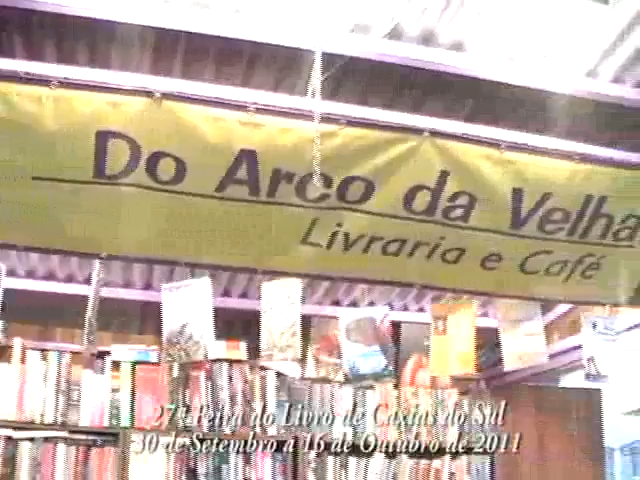 Do Arco da Velha
Livraria e Café
27ª Feira do Livro de Caxias do Sul
30 de Setembro a 16 de Outubro de 2011